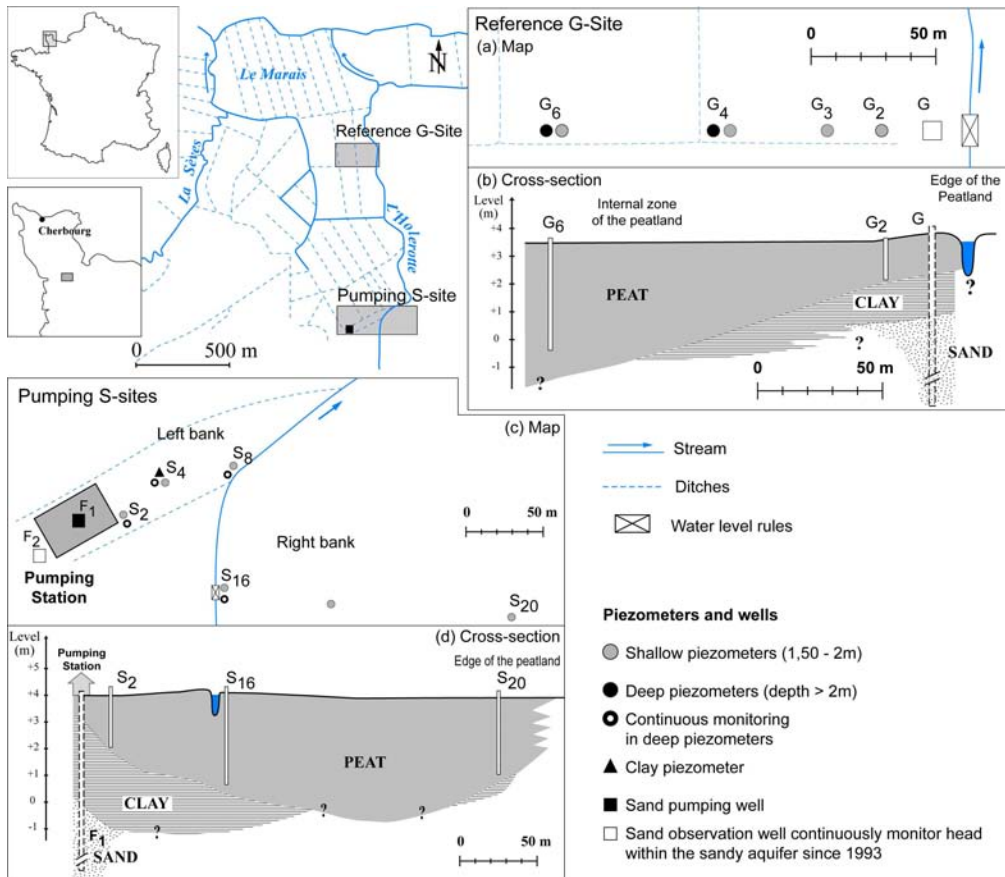 Le Marais
N
La Sèves
Reference G-Site
L'Holerotte
Cherbourg
Pumping S-site
0 500 m
Reference G-Site
(a) Map
0 50 m
G6 G4 G3 G2 G
(b) Cross-section
Edge of the
Peatland
Level
(m)
Internal zone
of the peatland
G6 G2 G
+4
+3
+2
+1
0
-1
PEAT
CLAY
SAND
?
?
?
0 50 m
Pumping S-sites
(c) Map
Left bank
S8
S4
S2
F1
F2
Pumping
Station
Right bank
0 50 m
S16
S20
Level
(m)
(d) Cross-section
Pumping
Station
Edge of the peatland
S2 S16 S20
+5
+4
+3
+2
+1
0
-1
PEAT
CLAY
? ? ?
F1
SAND
0 50 m
Stream
Ditches
Water level rules
Piezometers and wells
Shallow piezometers (1,50 - 2m)
Deep piezometers (depth > 2m)
Continuous monitoring
in deep piezometers
Clay piezometer
Sand pumping well
Sand observation well continuously monitor head
within the sandy aquifer since 1993